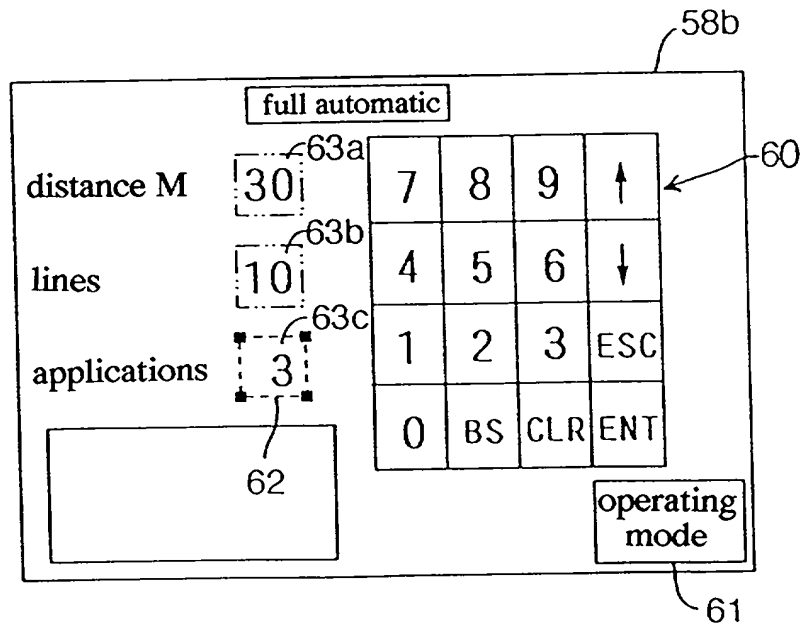 58b
full automatic
63a
distance M 30
7 8 9 ↑
60
63b
lines 10
4 5 6 ↓
63c
applications 3
1 2 3 ESC
0 BS CLR ENT
62
operating
mode
61